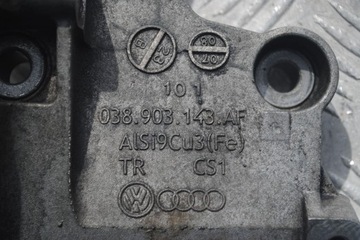 10.1
038.903.143.AF
AlSi9Cu3(Fe)
TR CS1